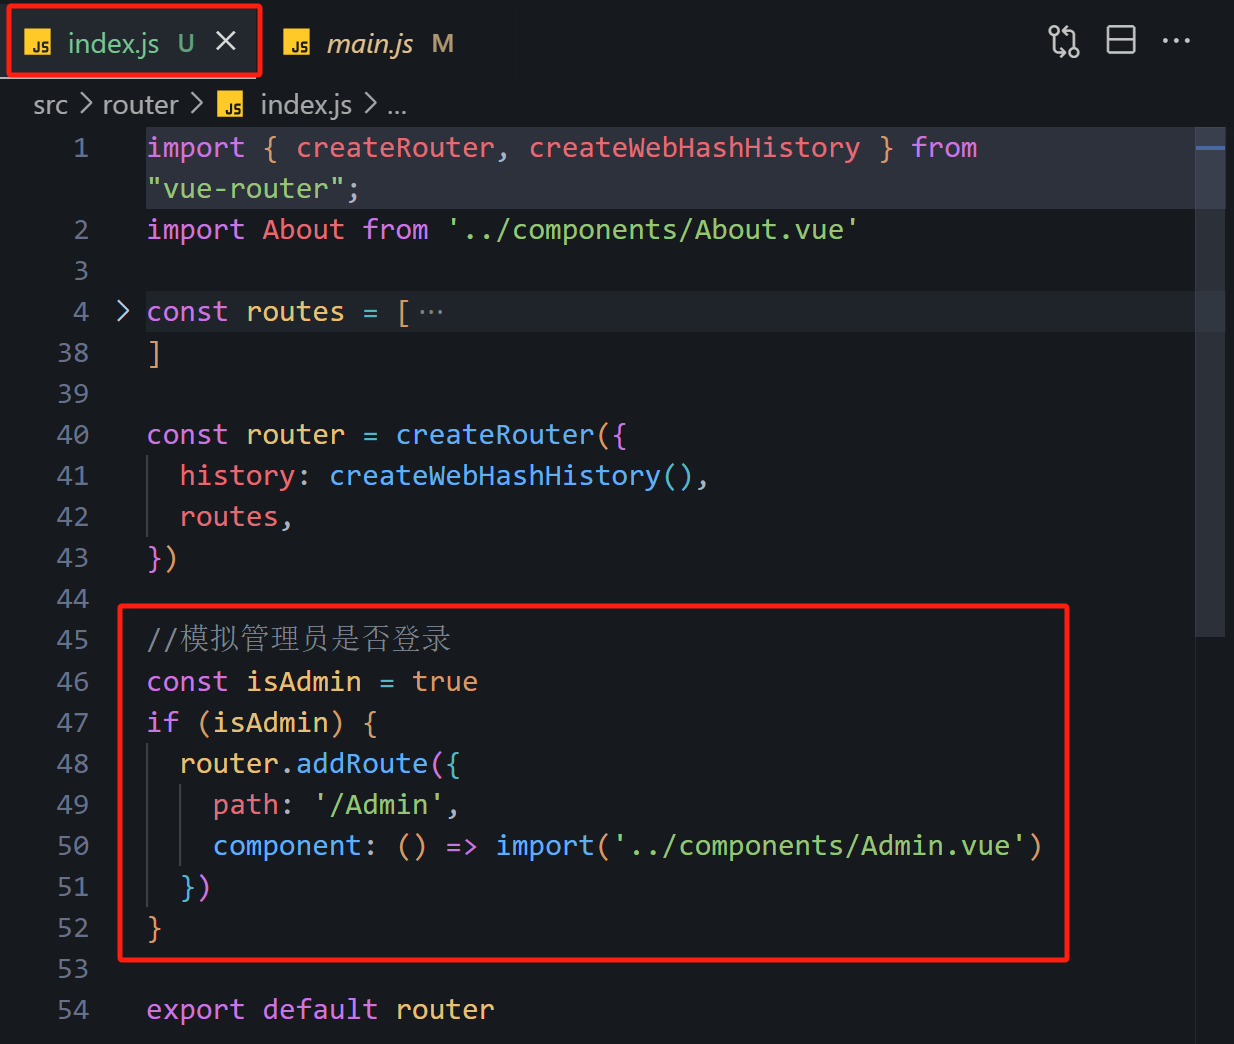 index.js U
main.js M
src > router > index.js > ...
1 import { createRouter, createWebHashHistory } from
"vue-router";
2 import About from '../components/About.vue'
3
4 const routes = [ ···
38 ]
39
40 const router = createRouter({
41 history: createWebHashHistory(),
42 routes,
43 })
44
45 //模拟管理员是否登录
46 const isAdmin = true
47 if (isAdmin) {
48 router.addRoute({
49 path: '/Admin',
50 component: () => import('../components/Admin.vue')
51 })
52 }
53
54 export default router